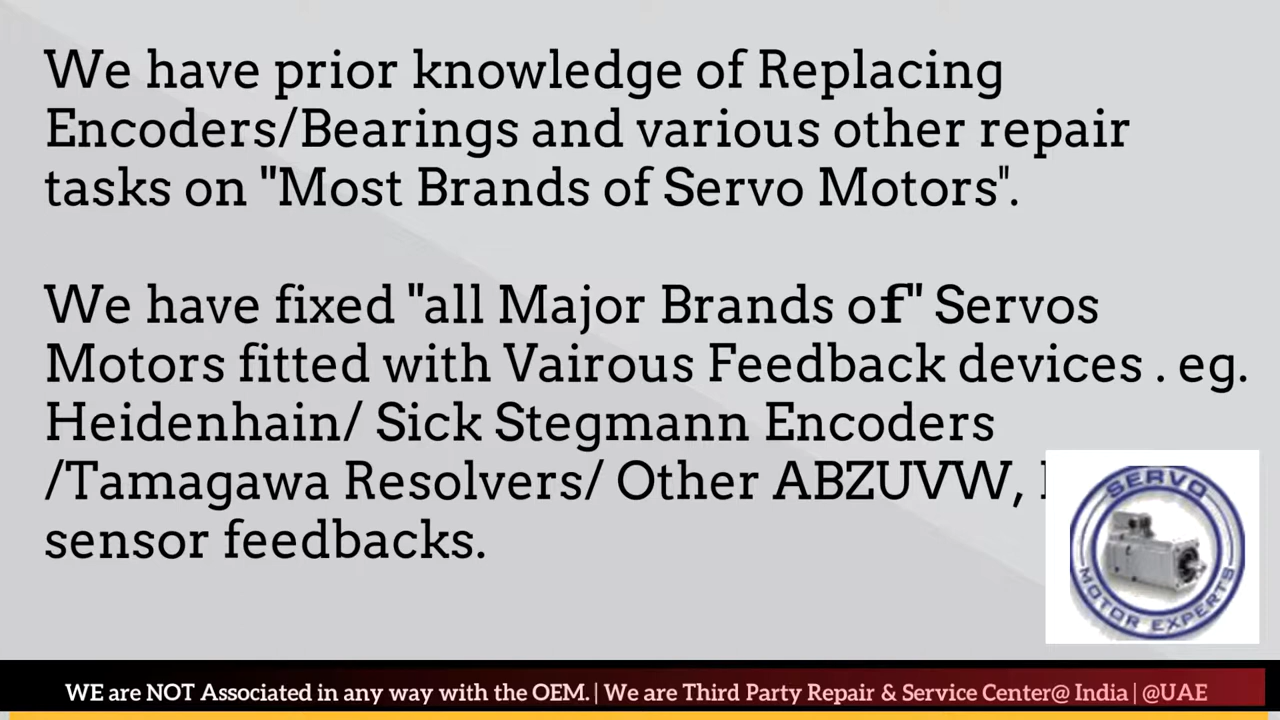 We have prior knowledge of Replacing
Encoders/Bearings and various other repair
tasks on "Most Brands of Servo Motors".
We have fixed "all Major Brands of" Servos
Motors fitted with Vairous Feedback devices . eg.
Heidenhain/ Sick Stegmann Encoders
/Tamagawa Resolvers/ Other ABZUVW,
sensor feedbacks.
SERVO
MOTOR EXPERTS
WE are NOT Associated in any way with the OEM. | We are Third Party Repair & Service Center@ India | @UAE